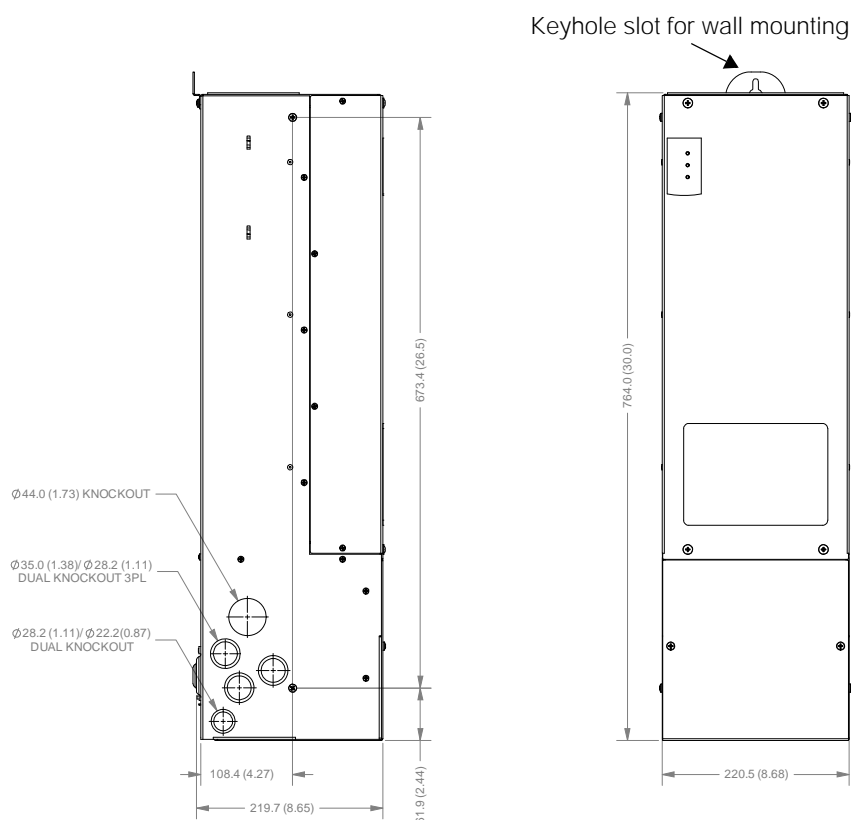 Keyhole slot for wall mounting
673.4 (26.5)
764.0 (30.0)
Ø44.0 (1.73) KNOCKOUT
Ø35.0 (1.38)/ Ø28.2 (1.11)
DUAL KNOCKOUT 3PL
Ø28.2 (1.11)/ Ø22.2(0.87)
DUAL KNOCKOUT
108.4 (4.27)
219.7 (8.65)
61.9 (2.44)
220.5 (8.68)